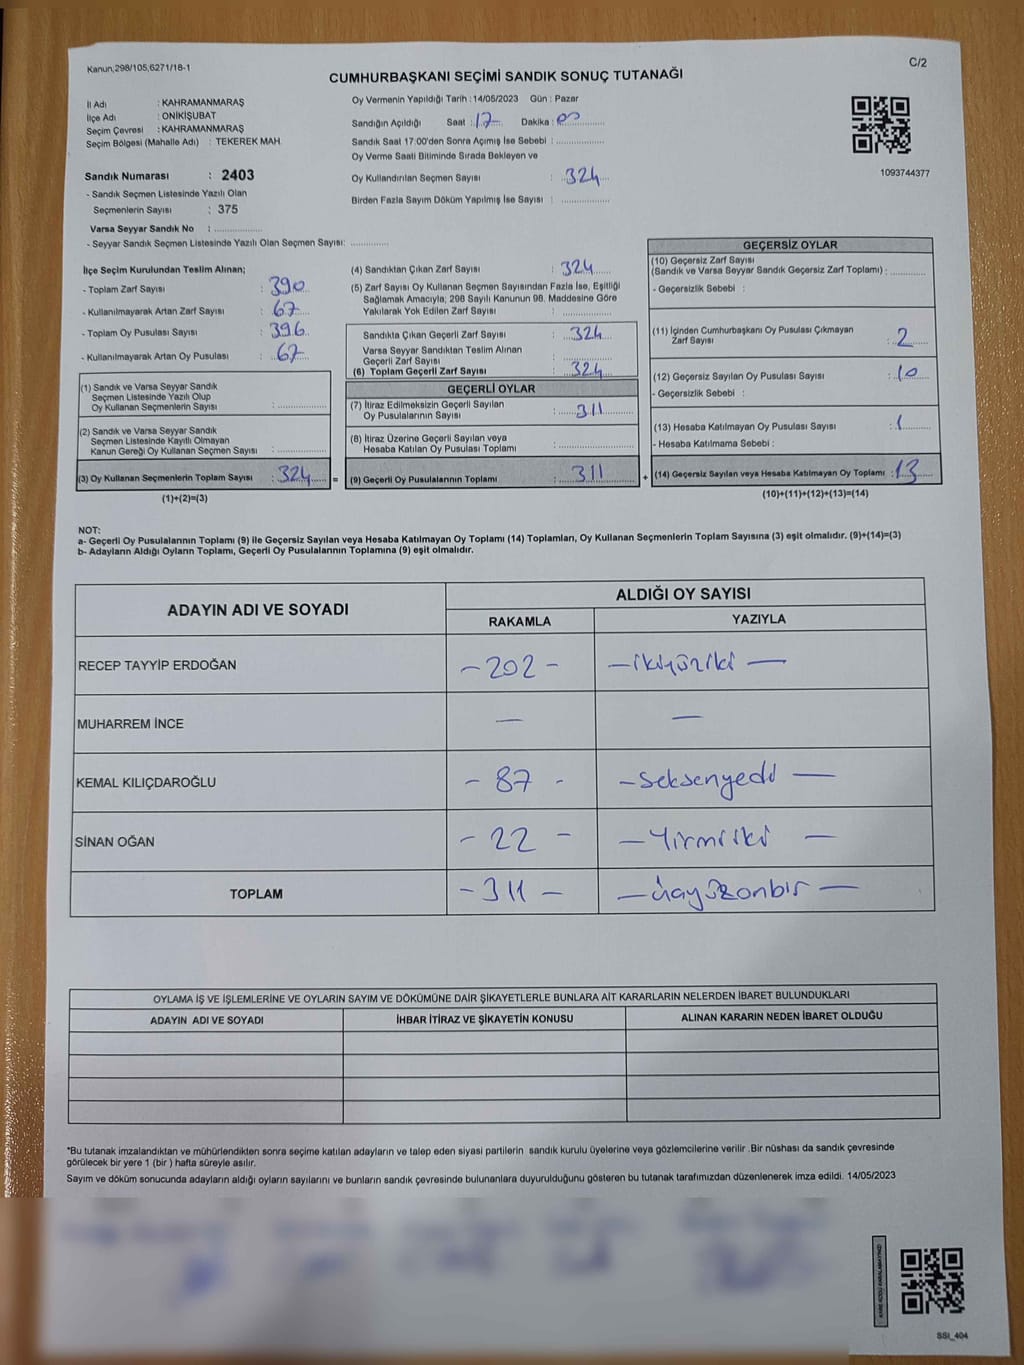 Kanun,298/105,6271/18-1
C/2
CUMHURBAŞKANI SEÇİMİ SANDIK SONUÇ TUTANAĞI
İl Adı : KAHRAMANMARAŞ
İlçe Adı : ONİKİŞUBAT
Seçim Çevresi : KAHRAMANMARAŞ
Seçim Bölgesi (Mahalle Adı) : TEKEREK MAH.
Sandık Numarası : 2403
- Sandık Seçmen Listesinde Yazılı Olan
Seçmenlerin Sayısı : 375
Varsa Seyyar Sandık No : ..................
- Seyyar Sandık Seçmen Listesinde Yazılı Olan Seçmen Sayısı: .............
Oy Vermenin Yapıldığı Tarih : 14/05/2023 Gün : Pazar
Sandığın Açıldığı Saat : 17 Dakika : 00
Sandık Saat 17:00'den Sonra Açımış İse Sebebi : ................
Oy Verme Saati Bitiminde Sırada Bekleyen ve
Oy Kullandırılan Seçmen Sayısı : 324
Birden Fazla Sayım Döküm Yapılmış İse Sayısı : ................
1093744377
İlçe Seçim Kurulundan Teslim Alınan;
- Toplam Zarf Sayısı : 390
- Kullanılmayarak Artan Zarf Sayısı : 67
- Toplam Oy Pusulası Sayısı : 396
- Kullanılmayarak Artan Oy Pusulası : 67
(1) Sandık ve Varsa Seyyar Sandık
Seçmen Listesinde Yazılı Olup
Oy Kullanan Seçmenlerin Sayısı : ................
(2) Sandık ve Varsa Seyyar Sandık
Seçmen Listesinde Kayıtlı Olmayan
Kanun Gereği Oy Kullanan Seçmen Sayısı : ................
(3) Oy Kullanan Seçmenlerin Toplam Sayısı : 324 =
(1)+(2)=(3)
(4) Sandıktan Çıkan Zarf Sayısı : 324
(5) Zarf Sayısı Oy Kullanan Seçmen Sayısından Fazla İse, Eşitliği
Sağlamak Amacıyla; 298 Sayılı Kanunun 98. Maddesine Göre
Yakılarak Yok Edilen Zarf Sayısı : ................
Sandıkta Çıkan Geçerli Zarf Sayısı : 324
Varsa Seyyar Sandıktan Teslim Alınan
Geçerli Zarf Sayısı : ................
(6) Toplam Geçerli Zarf Sayısı : 324
GEÇERLİ OYLAR
(7) İtiraz Edilmeksizin Geçerli Sayılan
Oy Pusulalarının Sayısı : 311
(8) İtiraz Üzerine Geçerli Sayılan veya
Hesaba Katılan Oy Pusulası Toplamı : ................
(9) Geçerli Oy Pusulalarının Toplamı : 311 +
GEÇERSİZ OYLAR
(10) Geçersiz Zarf Sayısı
(Sandık ve Varsa Seyyar Sandık Geçersiz Zarf Toplamı) : ............
- Geçersizlik Sebebi :
(11) İçinden Cumhurbaşkanı Oy Pusulası Çıkmayan
Zarf Sayısı : 2
(12) Geçersiz Sayılan Oy Pusulası Sayısı : 10
- Geçersizlik Sebebi :
(13) Hesaba Katılmayan Oy Pusulası Sayısı : 1
- Hesaba Katılmama Sebebi :
(14) Geçersiz Sayılan veya Hesaba Katılmayan Oy Toplamı : 13
(10)+(11)+(12)+(13)=(14)
NOT:
a- Geçerli Oy Pusulalarının Toplamı (9) ile Geçersiz Sayılan veya Hesaba Katılmayan Oy Toplamı (14) Toplamları, Oy Kullanan Seçmenlerin Toplam Sayısına (3) eşit olmalıdır. (9)+(14)=(3)
b- Adayların Aldığı Oyların Toplamı, Geçerli Oy Pusulalarının Toplamına (9) eşit olmalıdır.
ADAYIN ADI VE SOYADI
ALDIĞI OY SAYISI
RAKAMLA YAZIYLA
RECEP TAYYİP ERDOĞAN - 202 - - ikiyüziki -
MUHARREM İNCE - -
KEMAL KILIÇDAROĞLU - 87 - - seksenyedi -
SİNAN OĞAN - 22 - - Yirmiiki -
TOPLAM - 311 - - üçyüzonbir -
OYLAMA İŞ VE İŞLEMLERİNE VE OYLARIN SAYIM VE DÖKÜMÜNE DAİR ŞİKAYETLERLE BUNLARA AİT KARARLARIN NELERDEN İBARET BULUNDUKLARI
ADAYIN ADI VE SOYADI İHBAR İTİRAZ VE ŞİKAYETİN KONUSU ALINAN KARARIN NEDEN İBARET OLDUĞU
*Bu tutanak imzalandıktan ve mühürlendikten sonra seçime katılan adayların ve talep eden siyasi partilerin sandık kurulu üyelerine veya gözlemcilerine verilir .Bir nüshası da sandık çevresinde
görülecek bir yere 1 (bir ) hafta süreyle asılır.
Sayım ve döküm sonucunda adayların aldığı oyların sayılarını ve bunların sandık çevresinde bulunanlara duyurulduğunu gösteren bu tutanak tarafımızdan düzenlenerek imza edildi. 14/05/2023
SSI_404